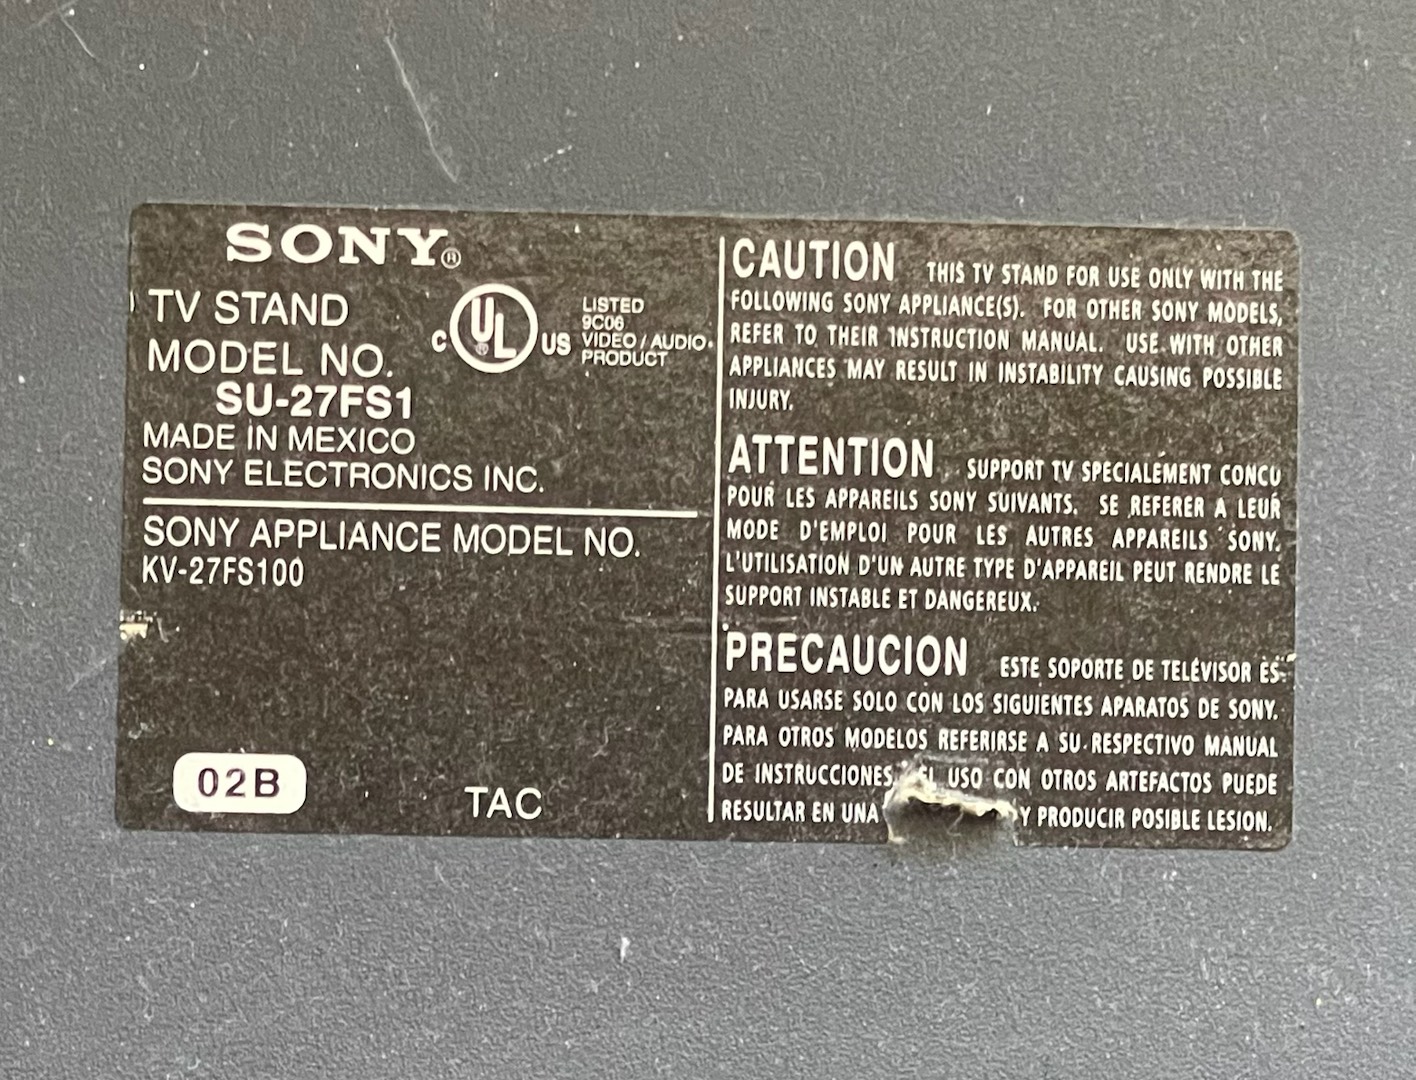 SONY®
TV STAND
MODEL NO.
SU-27FS1
MADE IN MEXICO
SONY ELECTRONICS INC.
C UL® US
LISTED
9C06
VIDEO / AUDIO
PRODUCT
SONY APPLIANCE MODEL NO.
KV-27FS100
02B
TAC
CAUTION THIS TV STAND FOR USE ONLY WITH THE
FOLLOWING SONY APPLIANCE(S). FOR OTHER SONY MODELS,
REFER TO THEIR INSTRUCTION MANUAL. USE WITH OTHER
APPLIANCES MAY RESULT IN INSTABILITY CAUSING POSSIBLE
INJURY.
ATTENTION SUPPORT TV SPECIALEMENT CONCU
POUR LES APPAREILS SONY SUIVANTS. SE REFERER A LEUR
MODE D'EMPLOI POUR LES AUTRES APPAREILS SONY.
L'UTILISATION D'UN AUTRE TYPE D'APPAREIL PEUT RENDRE LE
SUPPORT INSTABLE ET DANGEREUX.
PRECAUCION ESTE SOPORTE DE TELEVISOR ES
PARA USARSE SOLO CON LOS SIGUIENTES APARATOS DE SONY.
PARA OTROS MODELOS REFERIRSE A SU RESPECTIVO MANUAL
DE INSTRUCCIONES. EL USO CON OTROS ARTEFACTOS PUEDE
RESULTAR EN UNA Y PRODUCIR POSIBLE LESION.